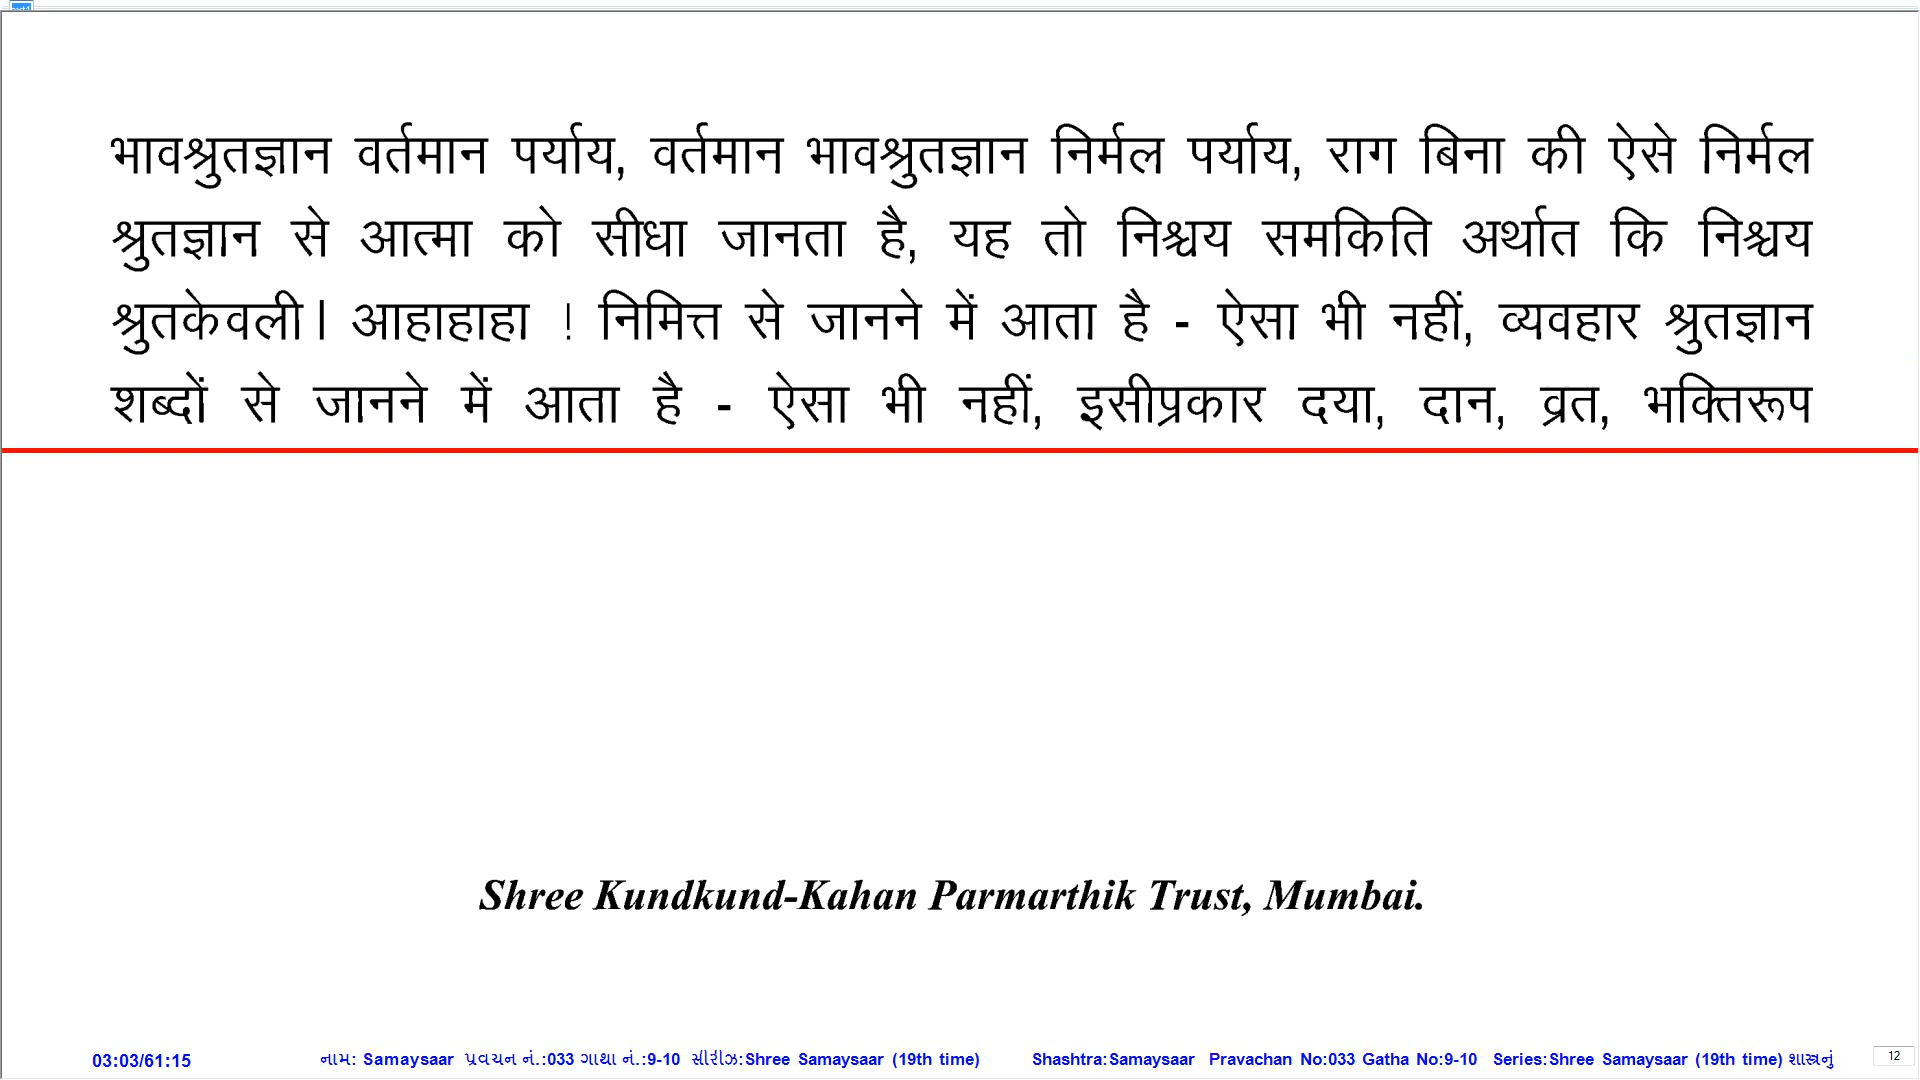 भावश्रुतज्ञान वर्तमान पर्याय, वर्तमान भावश्रुतज्ञान निर्मल पर्याय, राग बिना की ऐसे निर्मल
श्रुतज्ञान से आत्मा को सीधा जानता है, यह तो निश्चय समकिति अर्थात कि निश्चय
श्रुतकेवली। आहाहाहा ! निमित्त से जानने में आता है - ऐसा भी नहीं, व्यवहार श्रुतज्ञान
शब्दों से जानने में आता है - ऐसा भी नहीं, इसीप्रकार दया, दान, व्रत, भक्तिरूप
Shree Kundkund-Kahan Parmarthik Trust, Mumbai.
03:03/61:15 નામ: Samaysaar પ્રવચન નં.:033 ગાથા નં.:9-10 સીરીઝ:Shree Samaysaar (19th time) Shashtra:Samaysaar Pravachan No:033 Gatha No:9-10 Series:Shree Samaysaar (19th time) શાસ્ત્રનું 12